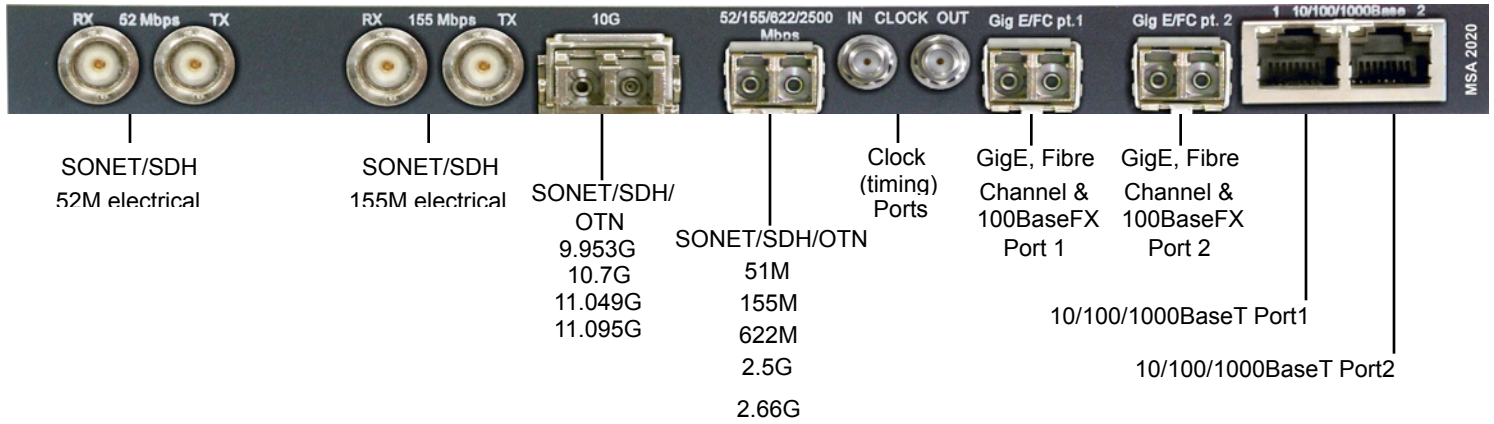 RX 52 Mbps TX
RX 155 Mbps TX
10G
52/155/622/2500
Mbps
IN CLOCK OUT
Gig E/FC pt.1
Gig E/FC pt. 2
1 10/100/1000Base 2
MSA 2020
SONET/SDH
52M electrical
SONET/SDH
155M electrical
SONET/SDH/
OTN
9.953G
10.7G
11.049G
11.095G
SONET/SDH/OTN
51M
155M
622M
2.5G
2.66G
Clock
(timing)
Ports
GigE, Fibre
Channel &
100BaseFX
Port 1
GigE, Fibre
Channel &
100BaseFX
Port 2
10/100/1000BaseT Port1
10/100/1000BaseT Port2